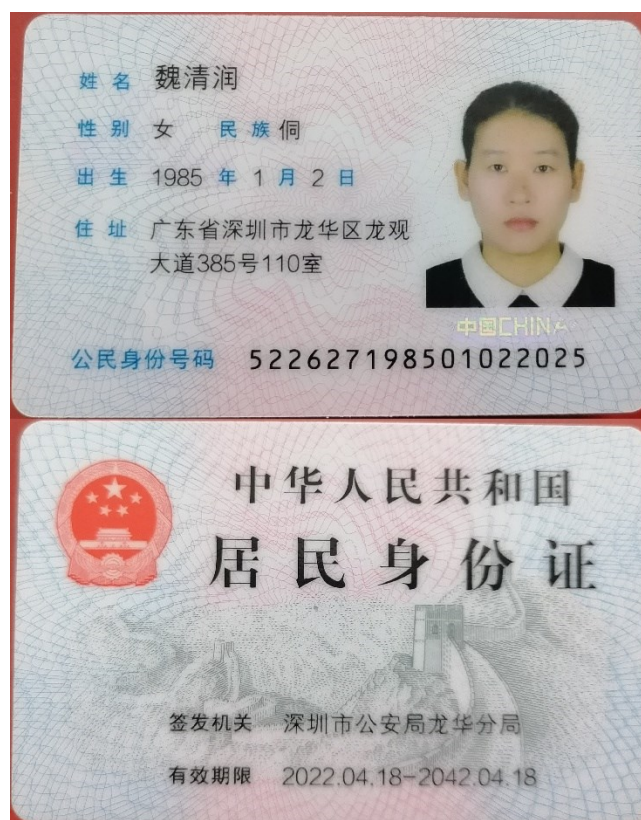 姓名 魏清润
性别 女 民族 侗
出生 1985 年 1 月 2 日
住址 广东省深圳市龙华区龙观
大道385号110室
中国CHINA
公民身份号码 522627198501022025
中华人民共和国
居民身份证
签发机关 深圳市公安局龙华分局
有效期限 2022.04.18-2042.04.18